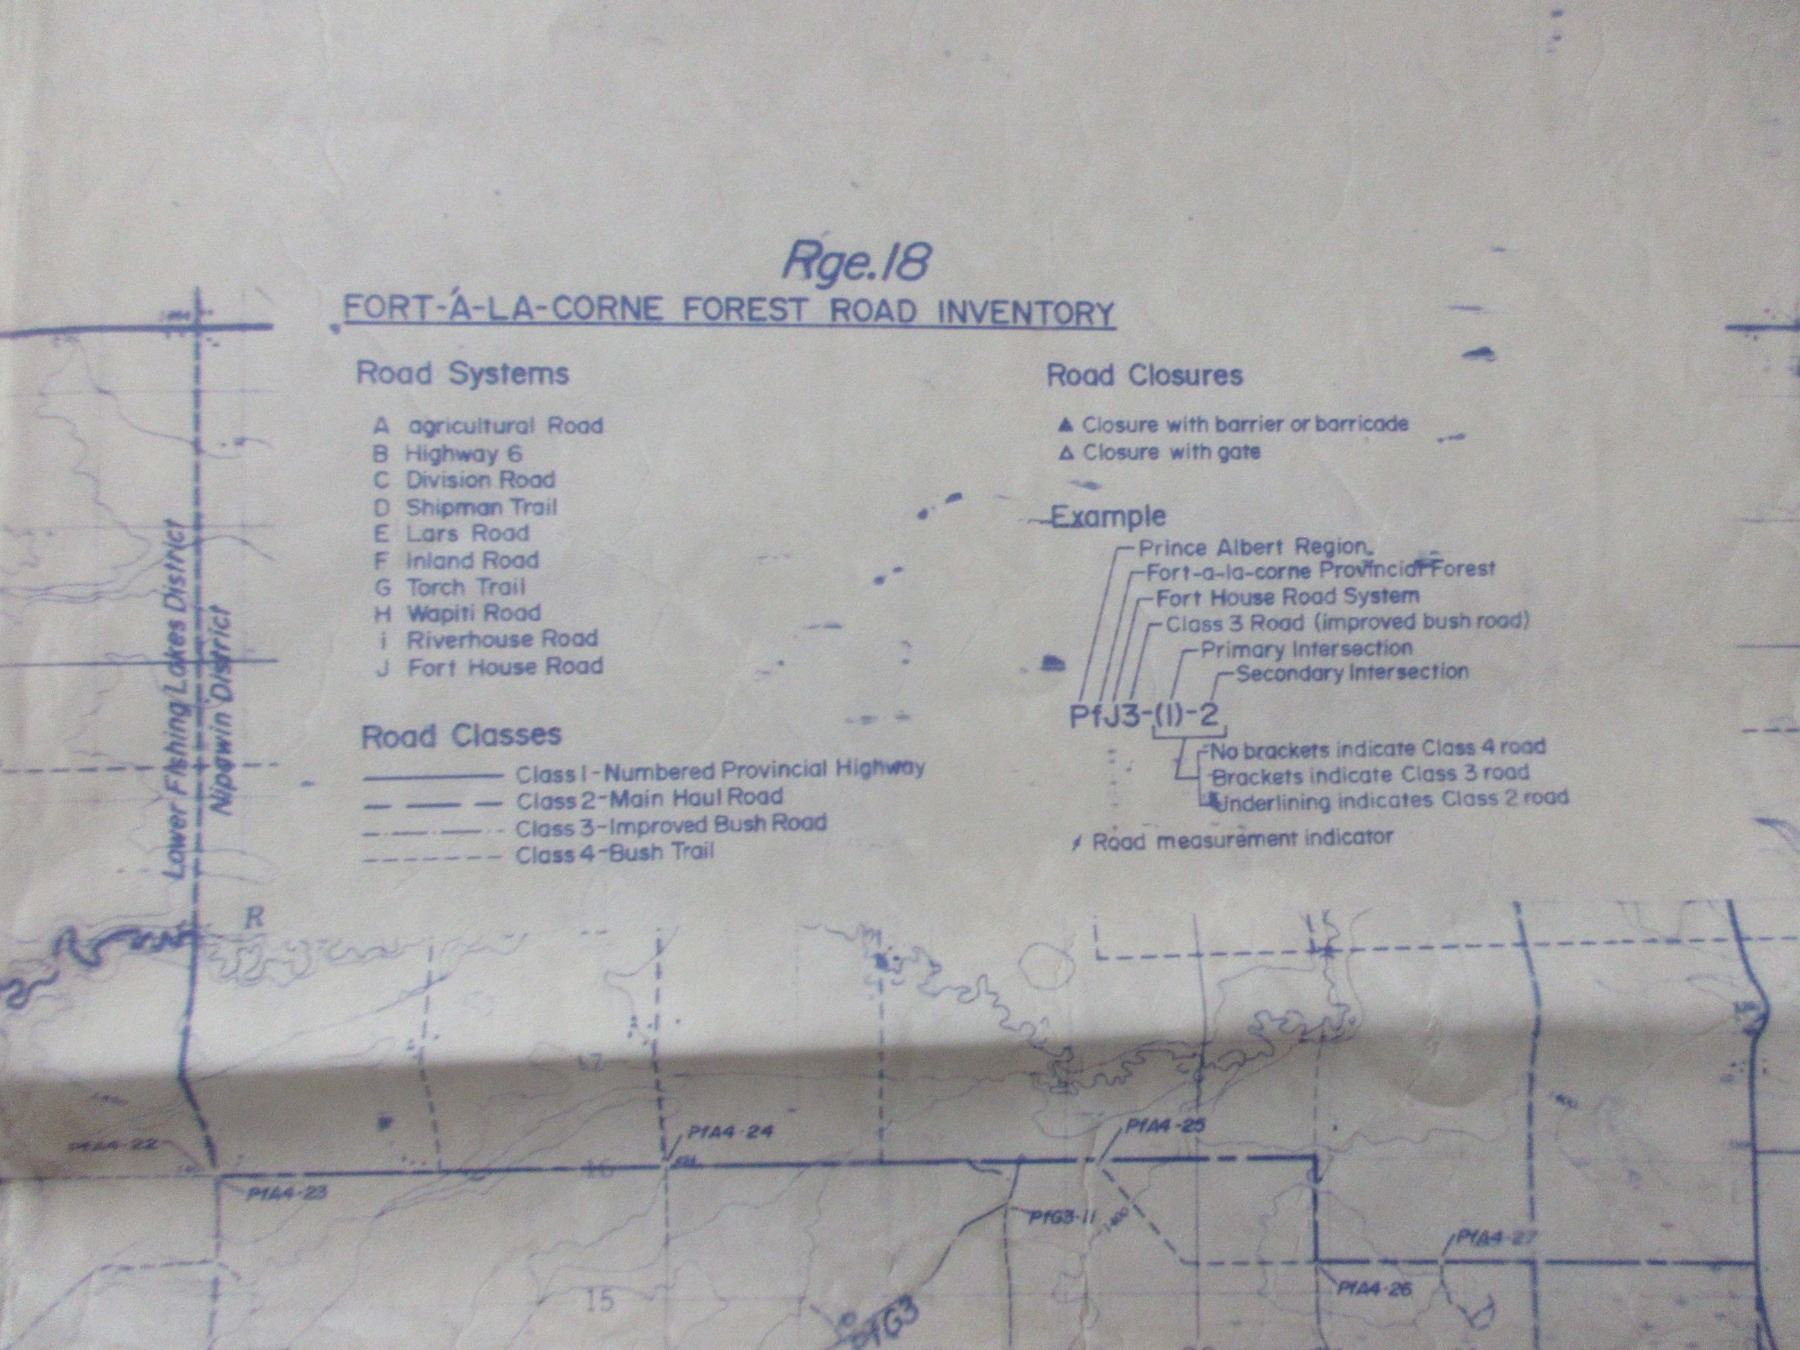 Rge.18
FORT-À-LA-CORNE FOREST ROAD INVENTORY
Road Systems
A agricultural Road
B Highway 6
C Division Road
D Shipman Trail
E Lars Road
F Inland Road
G Torch Trail
H Wapiti Road
i Riverhouse Road
J Fort House Road
Road Classes
Class 1-Numbered Provincial Highway
Class 2-Main Haul Road
Class 3-Improved Bush Road
Class 4-Bush Trail
Road Closures
▲ Closure with barrier or barricade
△ Closure with gate
Example
Prince Albert Region
Fort-a-la-corne Provincial Forest
Fort House Road System
Class 3 Road (improved bush road)
Primary Intersection
Secondary Intersection
PfJ3-(1)-2
No brackets indicate Class 4 road
Brackets indicate Class 3 road
Underlining indicates Class 2 road
Road measurement indicator
Lower Fishing Lakes District
Nipawin District
R
17
PfA4-22
PfA4-24
PfA4-25
16
PfA4-23
PfG3-11
1400
PfA4-27
PfA4-26
15
PfG3